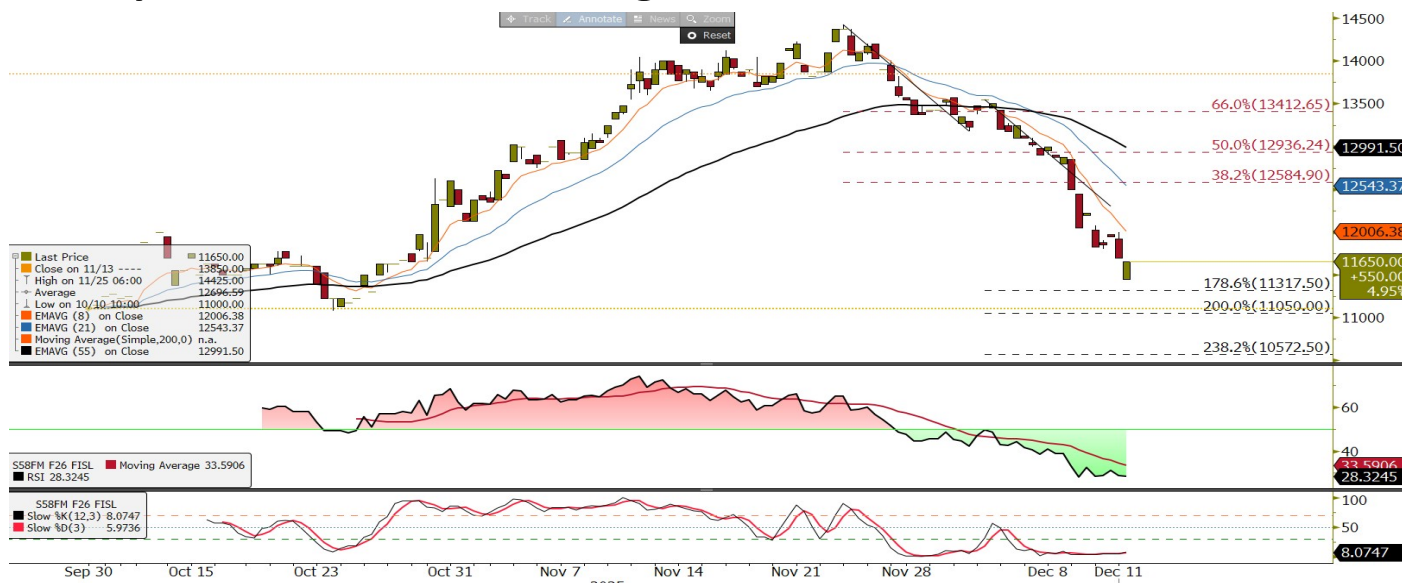 Track Annotate News Zoom
Reset
14500
14000
66.0%(13412.65)
13500
50.0%(12936.24)
12991.50
38.2%(12584.90)
12543.37
12006.38
11650.00
+550.00
4.95%
178.6%(11317.50)
200.0%(11050.00)
11000
238.2%(10572.50)
Last Price 11650.00
Close on 11/13 ---- 13850.00
High on 11/25 06:00 14425.00
Average 12696.59
Low on 10/10 10:00 11000.00
EMAVG (8) on Close 12006.38
EMAVG (21) on Close 12543.37
Moving Average(Simple,200,0) n.a.
EMAVG (55) on Close 12991.50
60
40
33.5906
28.3245
S58FM F26 FISL Moving Average 33.5906
RSI 28.3245
S58FM F26 FISL
Slow %K(12,3) 8.0747
Slow %D(3) 5.9736
100
50
8.0747
Sep 30 Oct 15 Oct 23 Oct 31 Nov 7 Nov 14 Nov 21 Nov 28 Dec 8 Dec 11